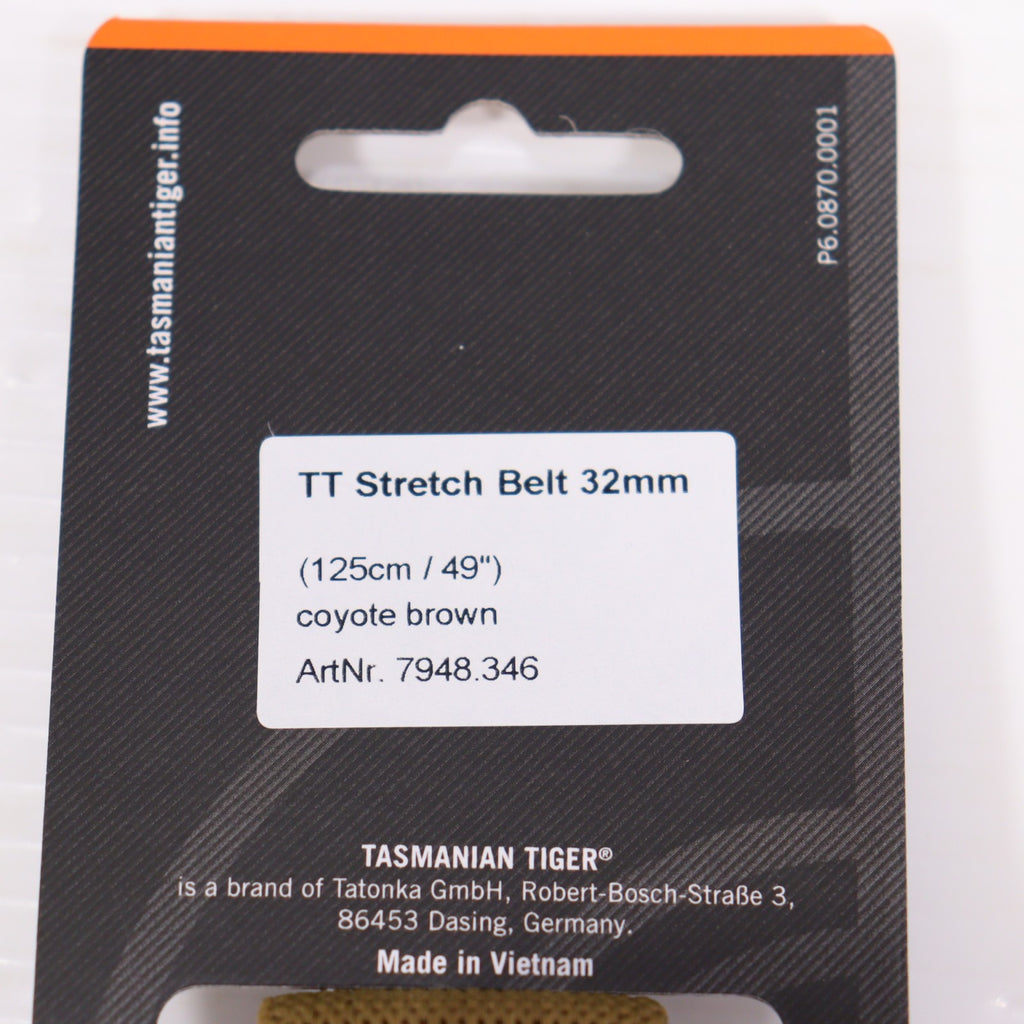 www.tasmaniantiger.info
P6.0870.0001
TT Stretch Belt 32mm
(125cm / 49")
coyote brown
ArtNr. 7948.346
TASMANIAN TIGER®
is a brand of Tatonka GmbH, Robert-Bosch-Straße 3,
86453 Dasing, Germany.
Made in Vietnam